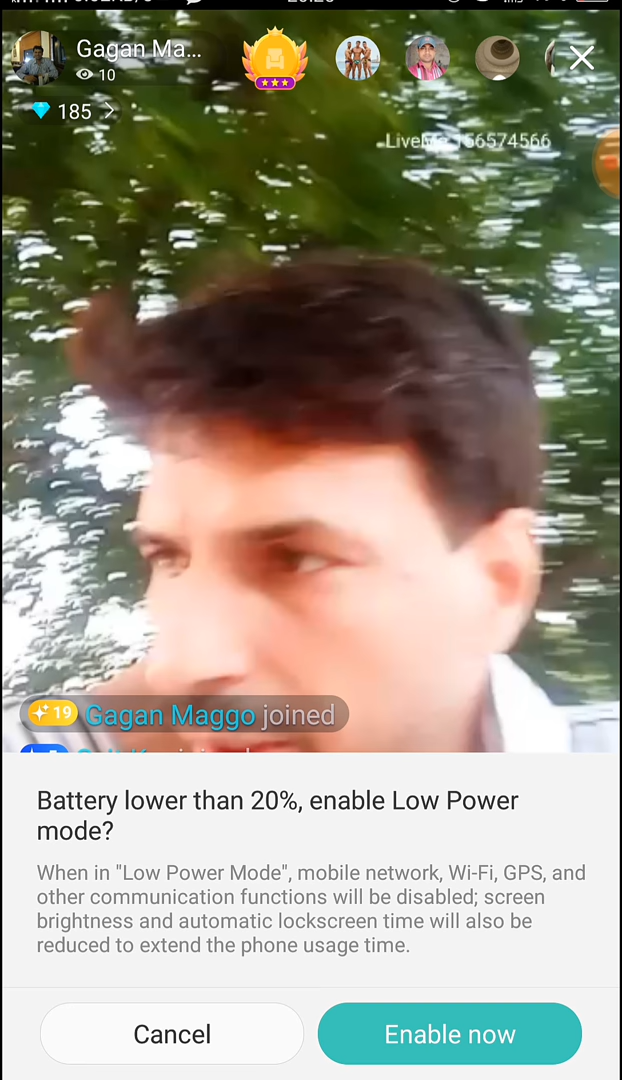 Gagan Ma...
10
185
LiveMe 156574566
19 Gagan Maggo joined
Battery lower than 20%, enable Low Power
mode?
When in "Low Power Mode", mobile network, Wi-Fi, GPS, and
other communication functions will be disabled; screen
brightness and automatic lockscreen time will also be
reduced to extend the phone usage time.
Cancel
Enable now